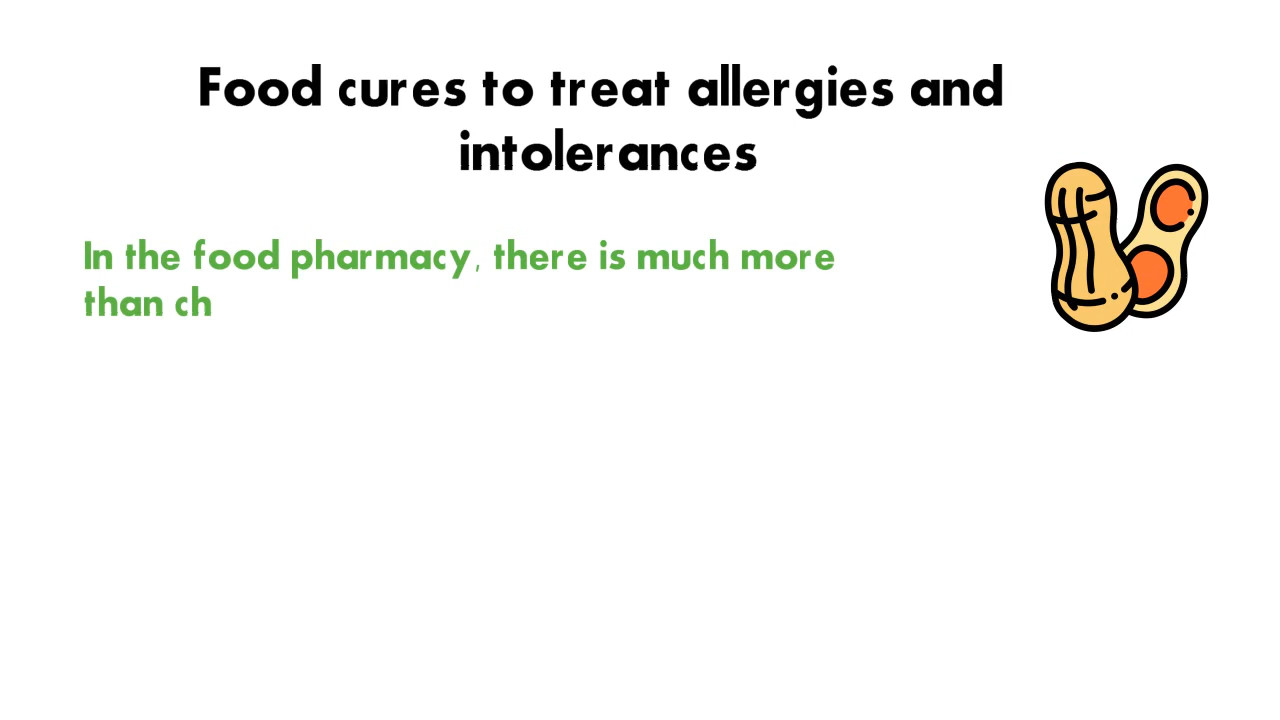 Food cures to treat allergies and
intolerances
In the food pharmacy, there is much more
than ch